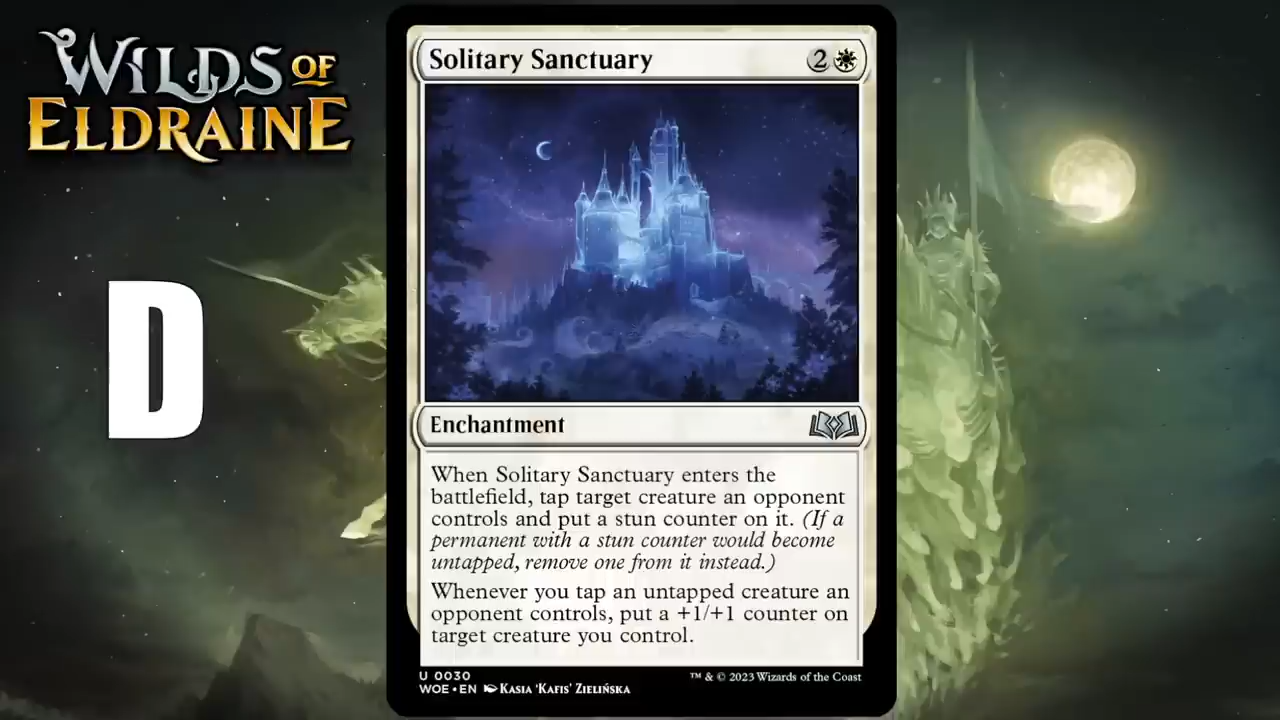 WILDS OF
ELDRAINE
D
Solitary Sanctuary 2
Enchantment
When Solitary Sanctuary enters the
battlefield, tap target creature an opponent
controls and put a stun counter on it. (If a
permanent with a stun counter would become
untapped, remove one from it instead.)
Whenever you tap an untapped creature an
opponent controls, put a +1/+1 counter on
target creature you control.
U 0030
WOE • EN Kasia 'Kafis' Zielińska
™ & © 2023 Wizards of the Coast